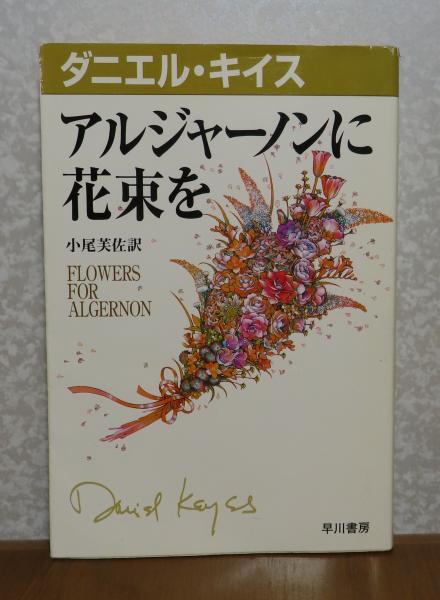 ダニエル・キイス
アルジャーノンに
花束を
小尾芙佐訳
FLOWERS
FOR
ALGERNON
Daniel Keyes
早川書房